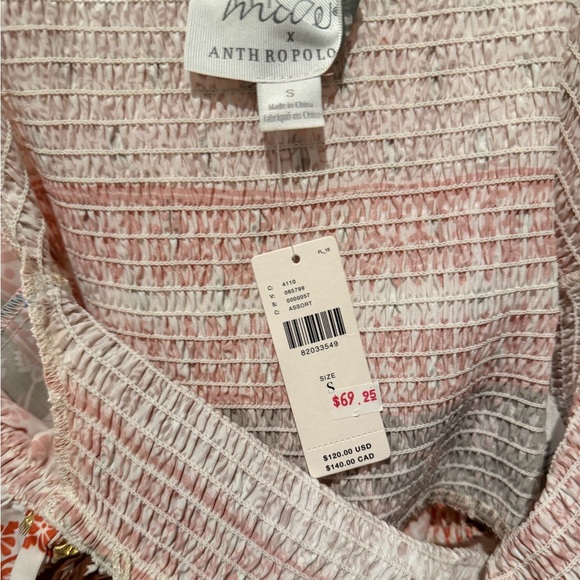 x
ANTHROPOLO
S
Made in China
Fabriqué en Chine
FL_15
C: 4110
V: 065799
S: 0000057
C: ASSORT
82033549
SIZE
S
$69.25
$120.00 USD
$140.00 CAD